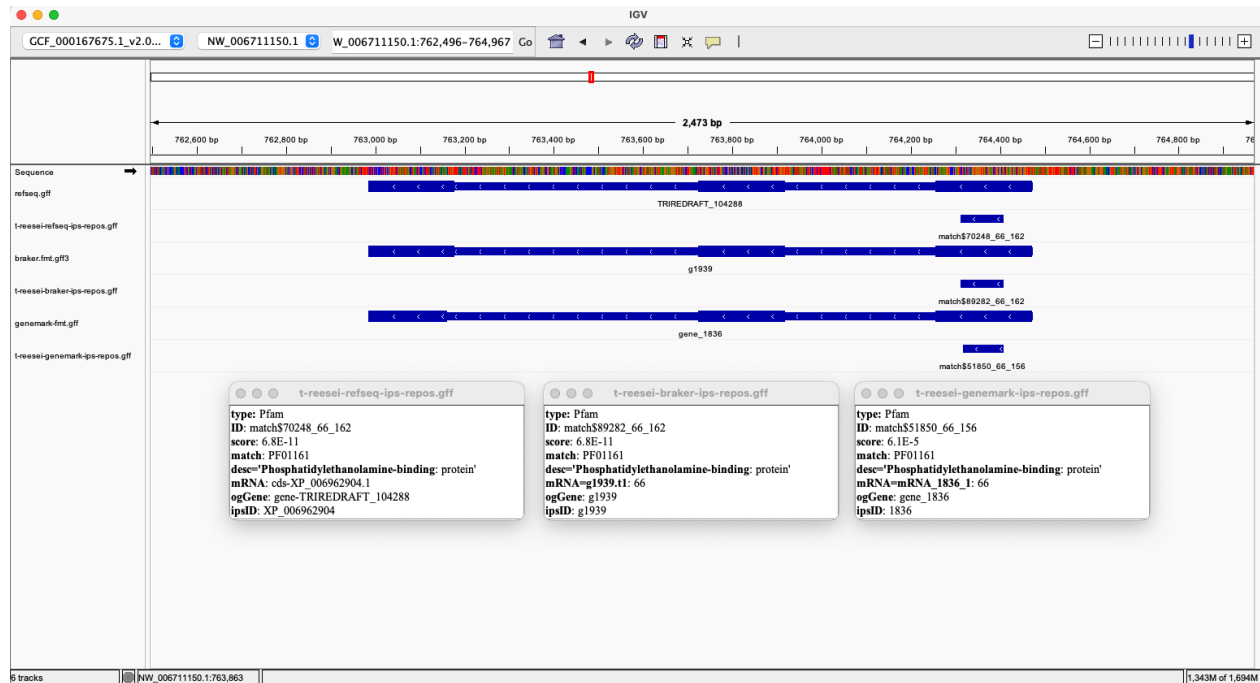 IGV
GCF_000167675.1_v2.0... NW_006711150.1 W_006711150.1:762,496-764,967 Go
2,473 bp
762,600 bp 762,800 bp 763,000 bp 763,200 bp 763,400 bp 763,600 bp 763,800 bp 764,000 bp 764,200 bp 764,400 bp 764,600 bp 764,800 bp 76
Sequence
refseq.gff
TRIREDRAFT_104288
t-reesei-refseq-ips-repos.gff
match$70248_66_162
braker.fmt.gff3
g1939
t-reesei-braker-ips-repos.gff
match$89282_66_162
genemark-fmt.gff
gene_1836
t-reesei-genemark-ips-repos.gff
match$51850_66_156
t-reesei-refseq-ips-repos.gff
type: Pfam
ID: match$70248_66_162
score: 6.8E-11
match: PF01161
desc='Phosphatidylethanolamine-binding: protein'
mRNA: cds-XP_006962904.1
ogGene: gene-TRIREDRAFT_104288
ipsID: XP_006962904
t-reesei-braker-ips-repos.gff
type: Pfam
ID: match$89282_66_162
score: 6.8E-11
match: PF01161
desc='Phosphatidylethanolamine-binding: protein'
mRNA=g1939.t1: 66
ogGene: g1939
ipsID: g1939
t-reesei-genemark-ips-repos.gff
type: Pfam
ID: match$51850_66_156
score: 6.1E-5
match: PF01161
desc='Phosphatidylethanolamine-binding: protein'
mRNA=mRNA_1836_1: 66
ogGene: gene_1836
ipsID: 1836
6 tracks NW_006711150.1:763,863 1,343M of 1,694M